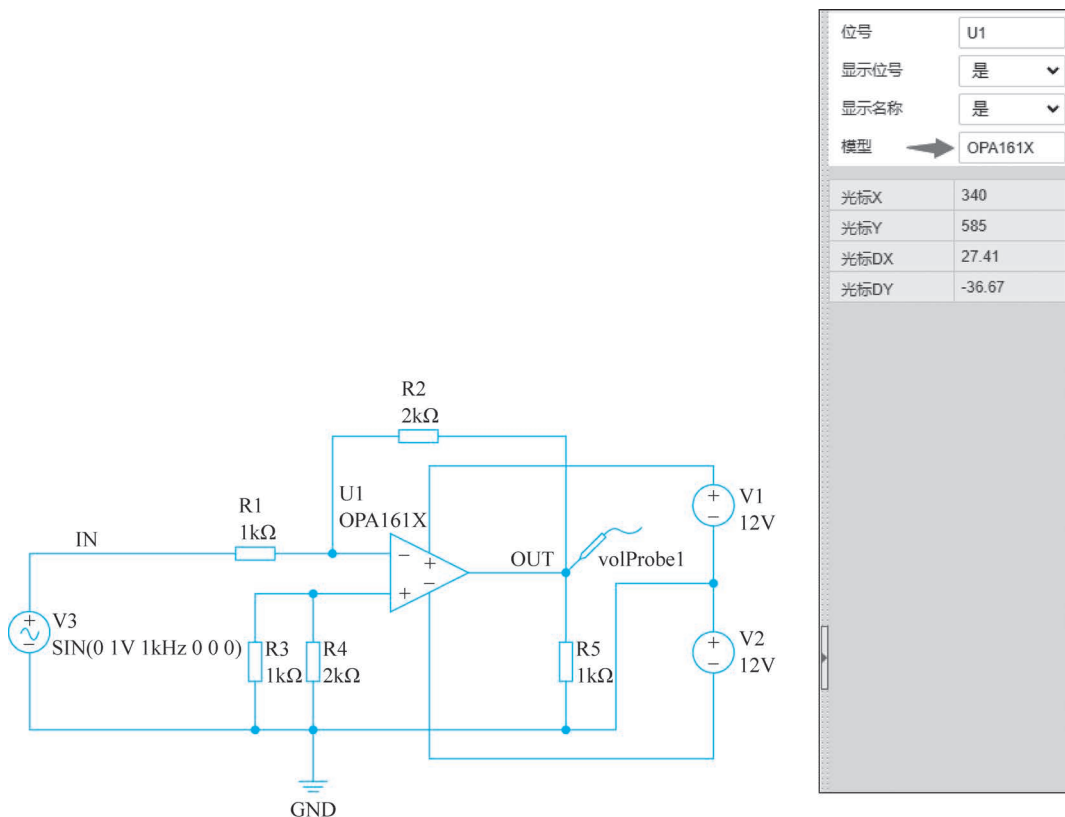 位号 U1
显示位号 是
显示名称 是
模型 OPA161X
光标X 340
光标Y 585
光标DX 27.41
光标DY -36.67
R2
2kΩ
U1
OPA161X
R1
1kΩ
IN
OUT
volProbe1
V1
12V
V3
SIN(0 1V 1kHz 0 0 0)
R3
1kΩ
R4
2kΩ
R5
1kΩ
V2
12V
GND